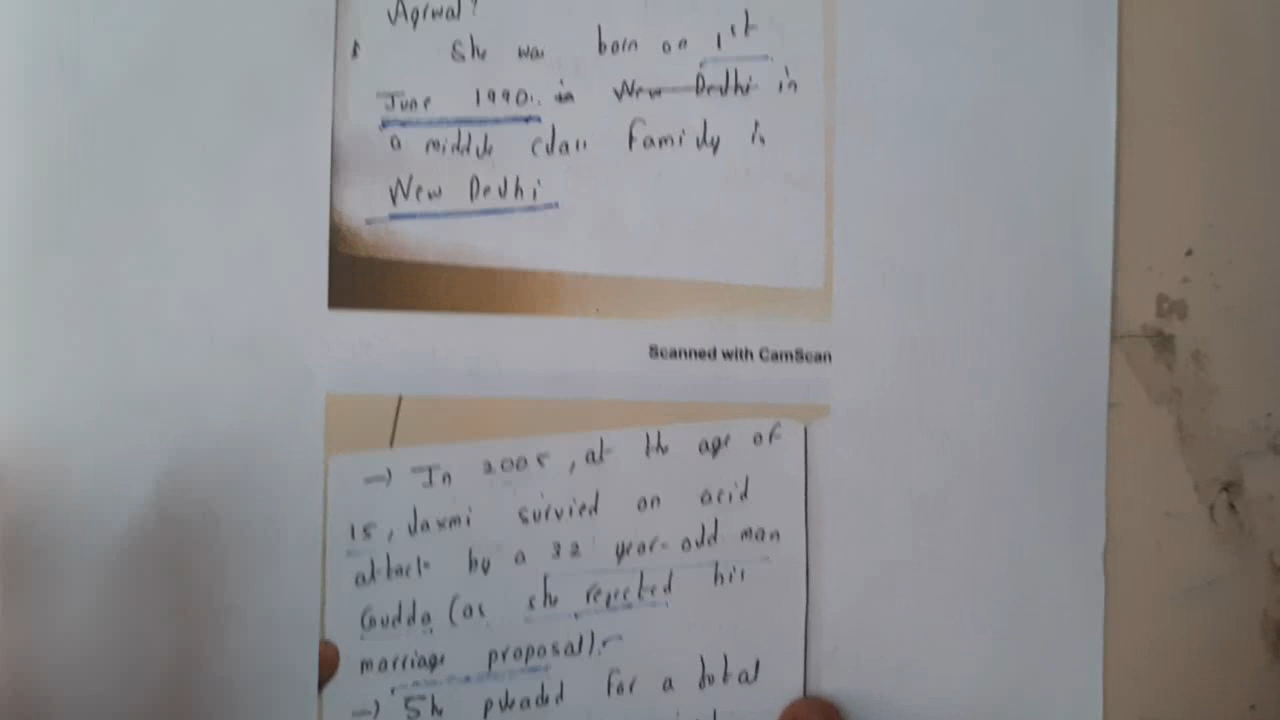 Agrwal?
She was born on 1st
June 1990. in New Delhi in
a middle class Family in
New Delhi
Scanned with CamScan
→ In 2005, at the age of
15, Laxmi survied an acid
attack by a 32 year-old man
Gudda (as she rejected his
marriage proposal).
→ She pleaded for a total